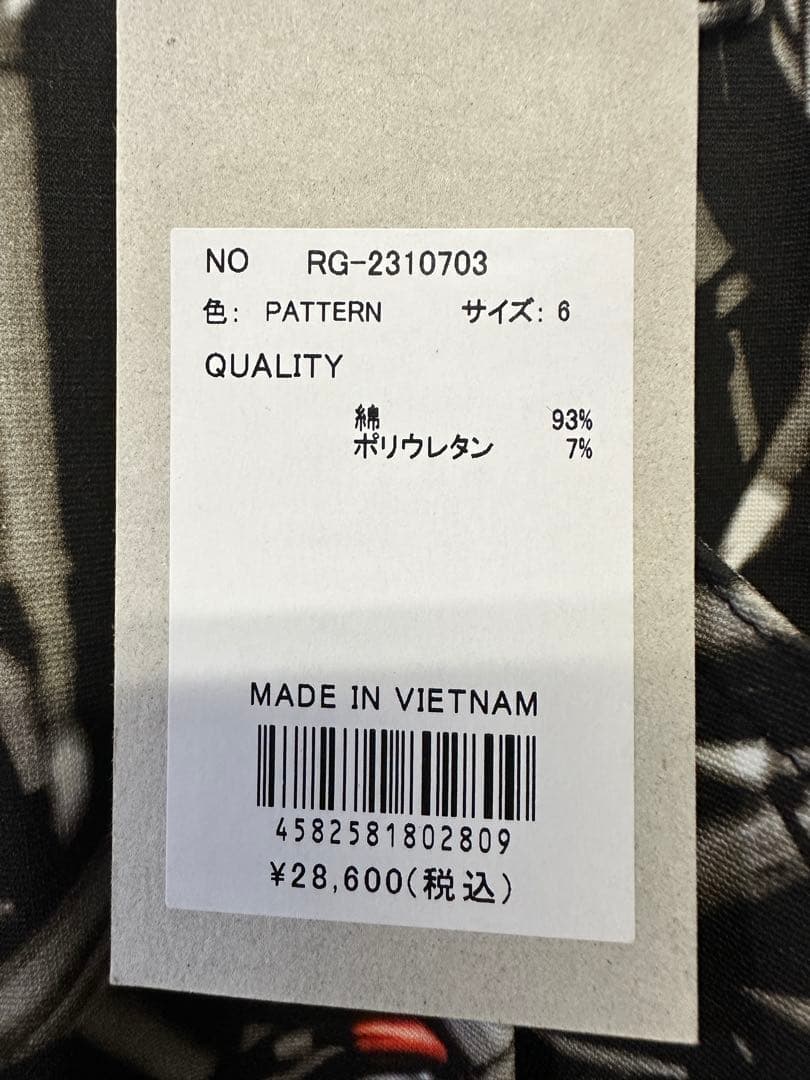 NO RG-2310703
色: PATTERN サイズ: 6
QUALITY
綿 93%
ポリウレタン 7%
MADE IN VIETNAM
4582581802809
¥28,600(税込)